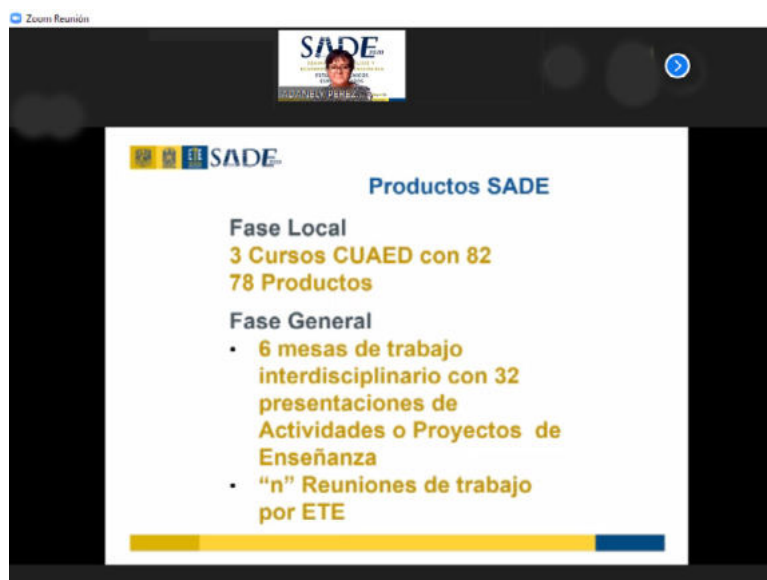 Zoom Reunión
SADE
SADE
Productos SADE
Fase Local
3 Cursos CUAED con 82
78 Productos
Fase General
• 6 mesas de trabajo
interdisciplinario con 32
presentaciones de
Actividades o Proyectos de
Enseñanza
• “n” Reuniones de trabajo
por ETE